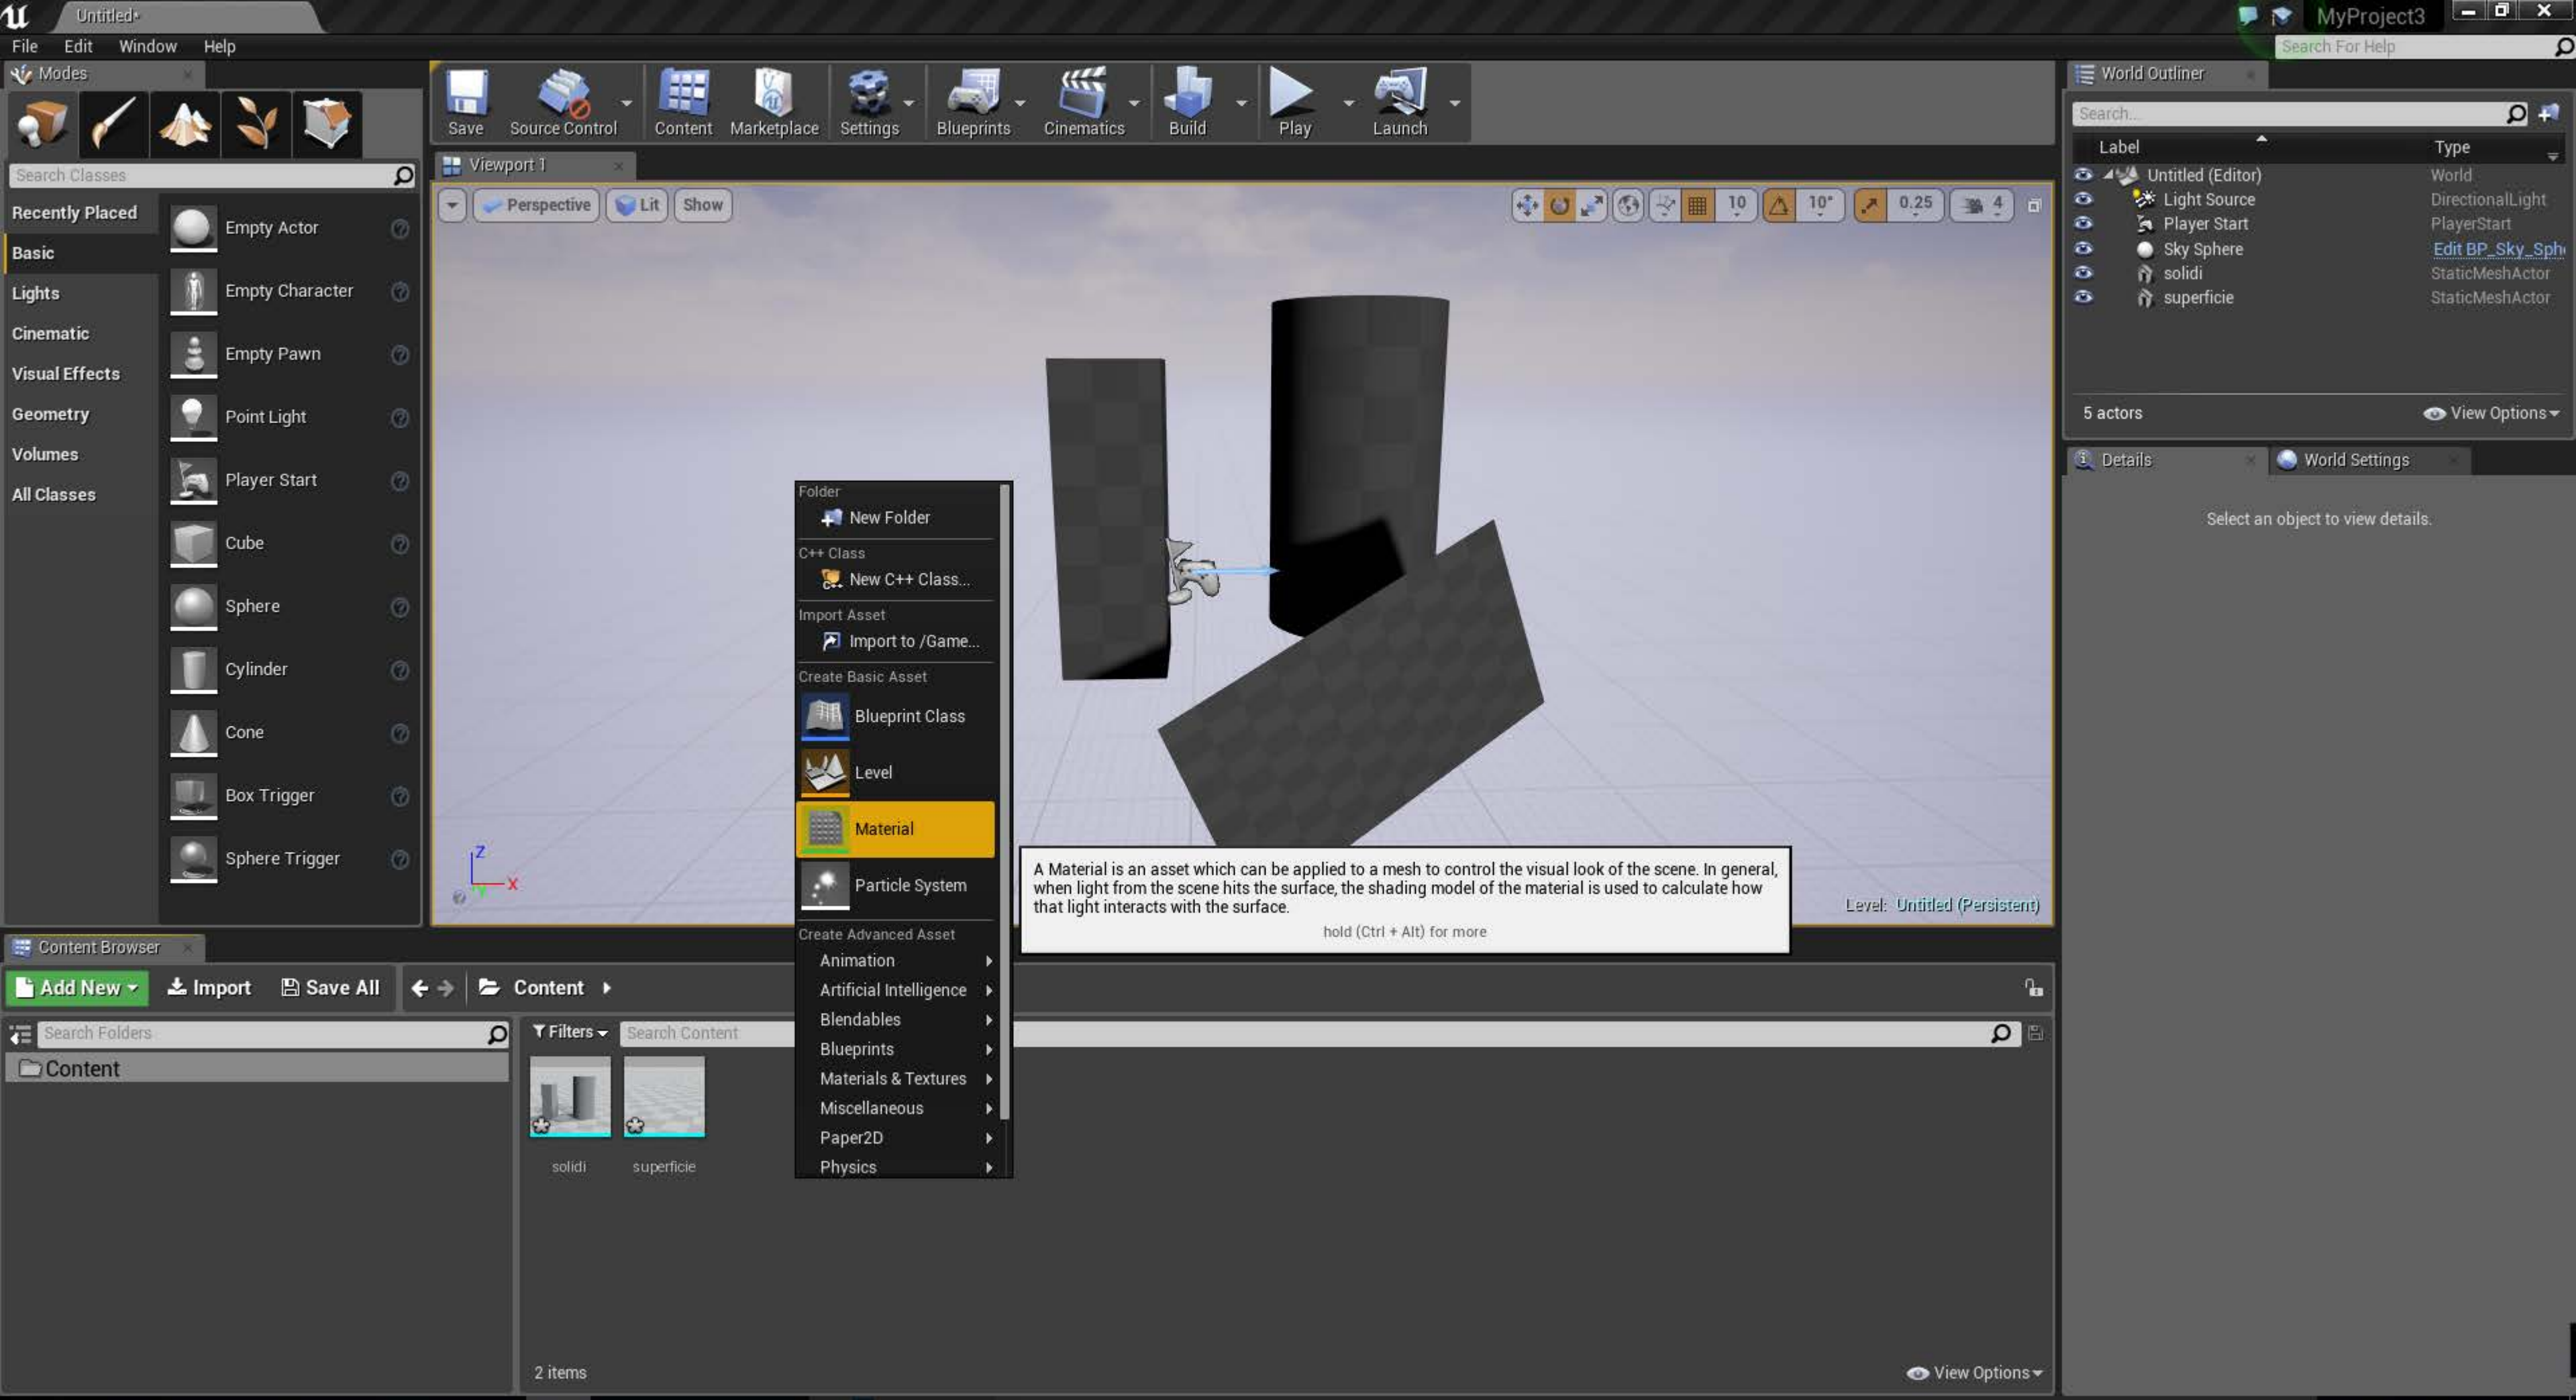 Untitled•
MyProject3
File Edit Window Help
Search For Help
Modes
Search Classes
Recently Placed
Basic
Lights
Cinematic
Visual Effects
Geometry
Volumes
All Classes
Empty Actor
Empty Character
Empty Pawn
Point Light
Player Start
Cube
Sphere
Cylinder
Cone
Box Trigger
Sphere Trigger
Save Source Control Content Marketplace Settings Blueprints Cinematics Build Play Launch
Viewport 1
Perspective Lit Show
10 10° 0.25 4
Z
X
Y
Level: Untitled (Persistent)
Folder
New Folder
C++ Class
New C++ Class...
Import Asset
Import to /Game...
Create Basic Asset
Blueprint Class
Level
Material
Particle System
Create Advanced Asset
Animation
Artificial Intelligence
Blendables
Blueprints
Materials & Textures
Miscellaneous
Paper2D
Physics
A Material is an asset which can be applied to a mesh to control the visual look of the scene. In general,
when light from the scene hits the surface, the shading model of the material is used to calculate how
that light interacts with the surface.
hold (Ctrl + Alt) for more
World Outliner
Search...
Label Type
Untitled (Editor) World
Light Source DirectionalLight
Player Start PlayerStart
Sky Sphere Edit BP_Sky_Sph
solidi StaticMeshActor
superficie StaticMeshActor
5 actors View Options
Details World Settings
Select an object to view details.
Content Browser
Add New Import Save All Content
Search Folders
Content
Filters Search Content
solidi superficie
2 items View Options